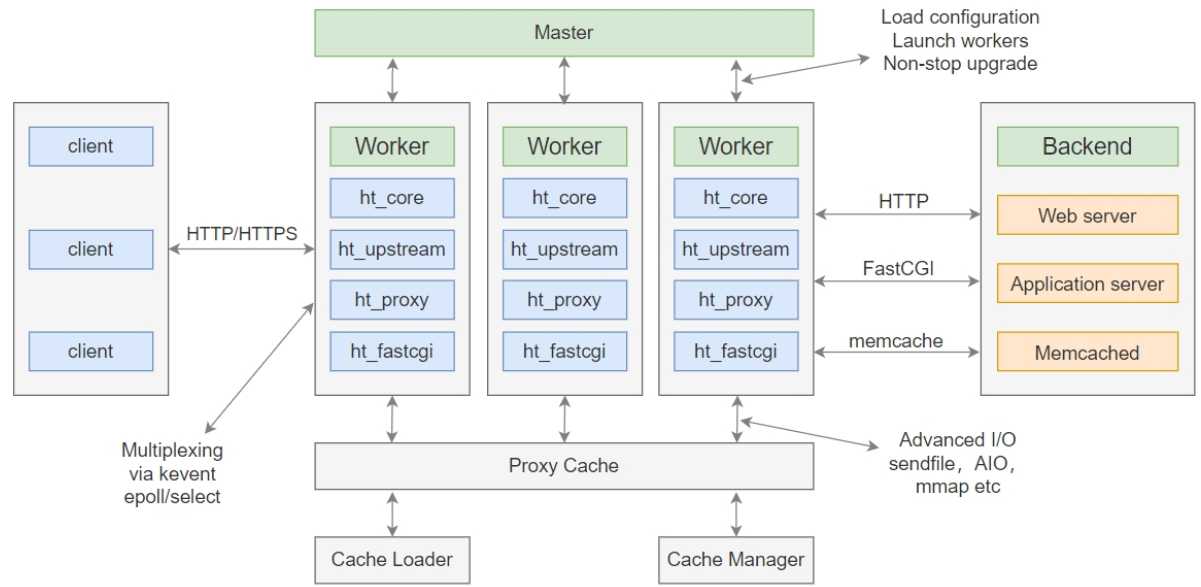 Master
Load configuration
Launch workers
Non-stop upgrade
client
client
client
HTTP/HTTPS
Multiplexing
via kevent
epoll/select
Worker
ht_core
ht_upstream
ht_proxy
ht_fastcgi
Worker
ht_core
ht_upstream
ht_proxy
ht_fastcgi
Worker
ht_core
ht_upstream
ht_proxy
ht_fastcgi
HTTP
FastCGI
memcache
Backend
Web server
Application server
Memcached
Advanced I/O
sendfile，AIO，
mmap etc
Proxy Cache
Cache Loader
Cache Manager